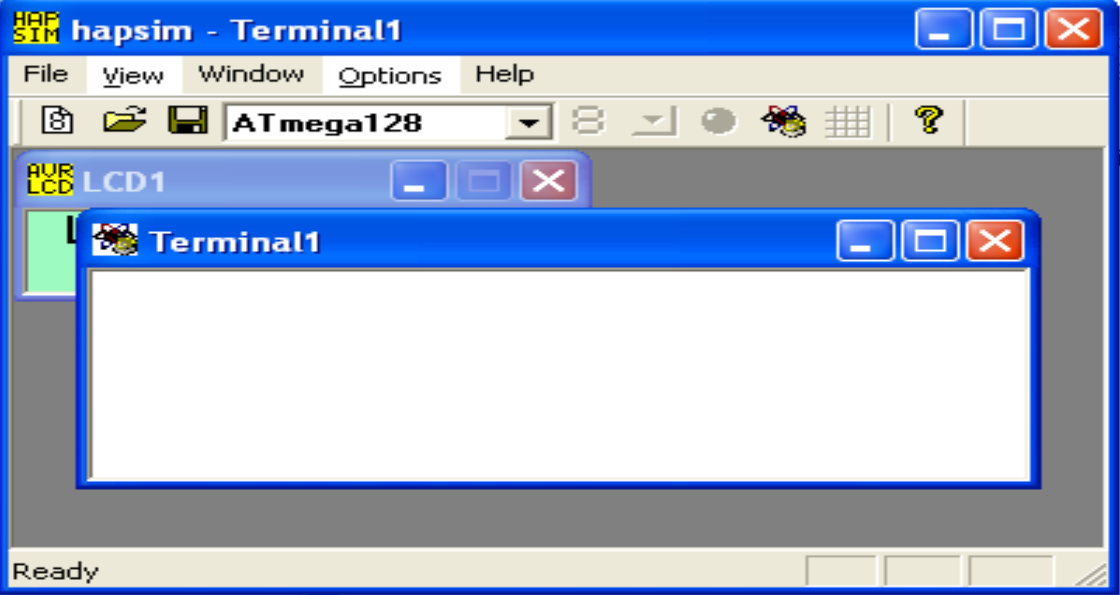 HAP SIM hapsim - Terminal1
File View Window Options Help
ATmega128
AVR LCD LCD1
L
Terminal1
Ready